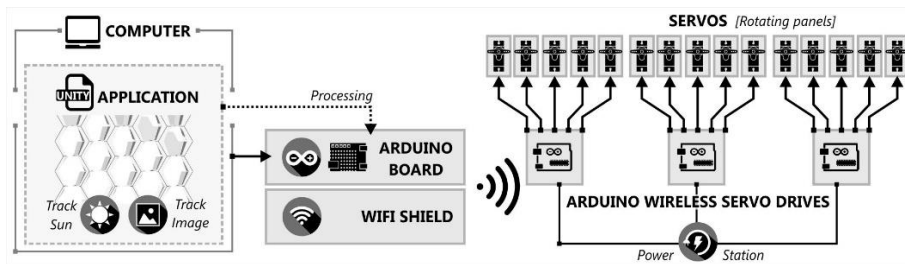 COMPUTER
UNITY
APPLICATION
Track
Sun
Track
Image
Processing
ARDUINO
BOARD
WIFI SHIELD
SERVOS [Rotating panels]
ARDUINO WIRELESS SERVO DRIVES
Power Station